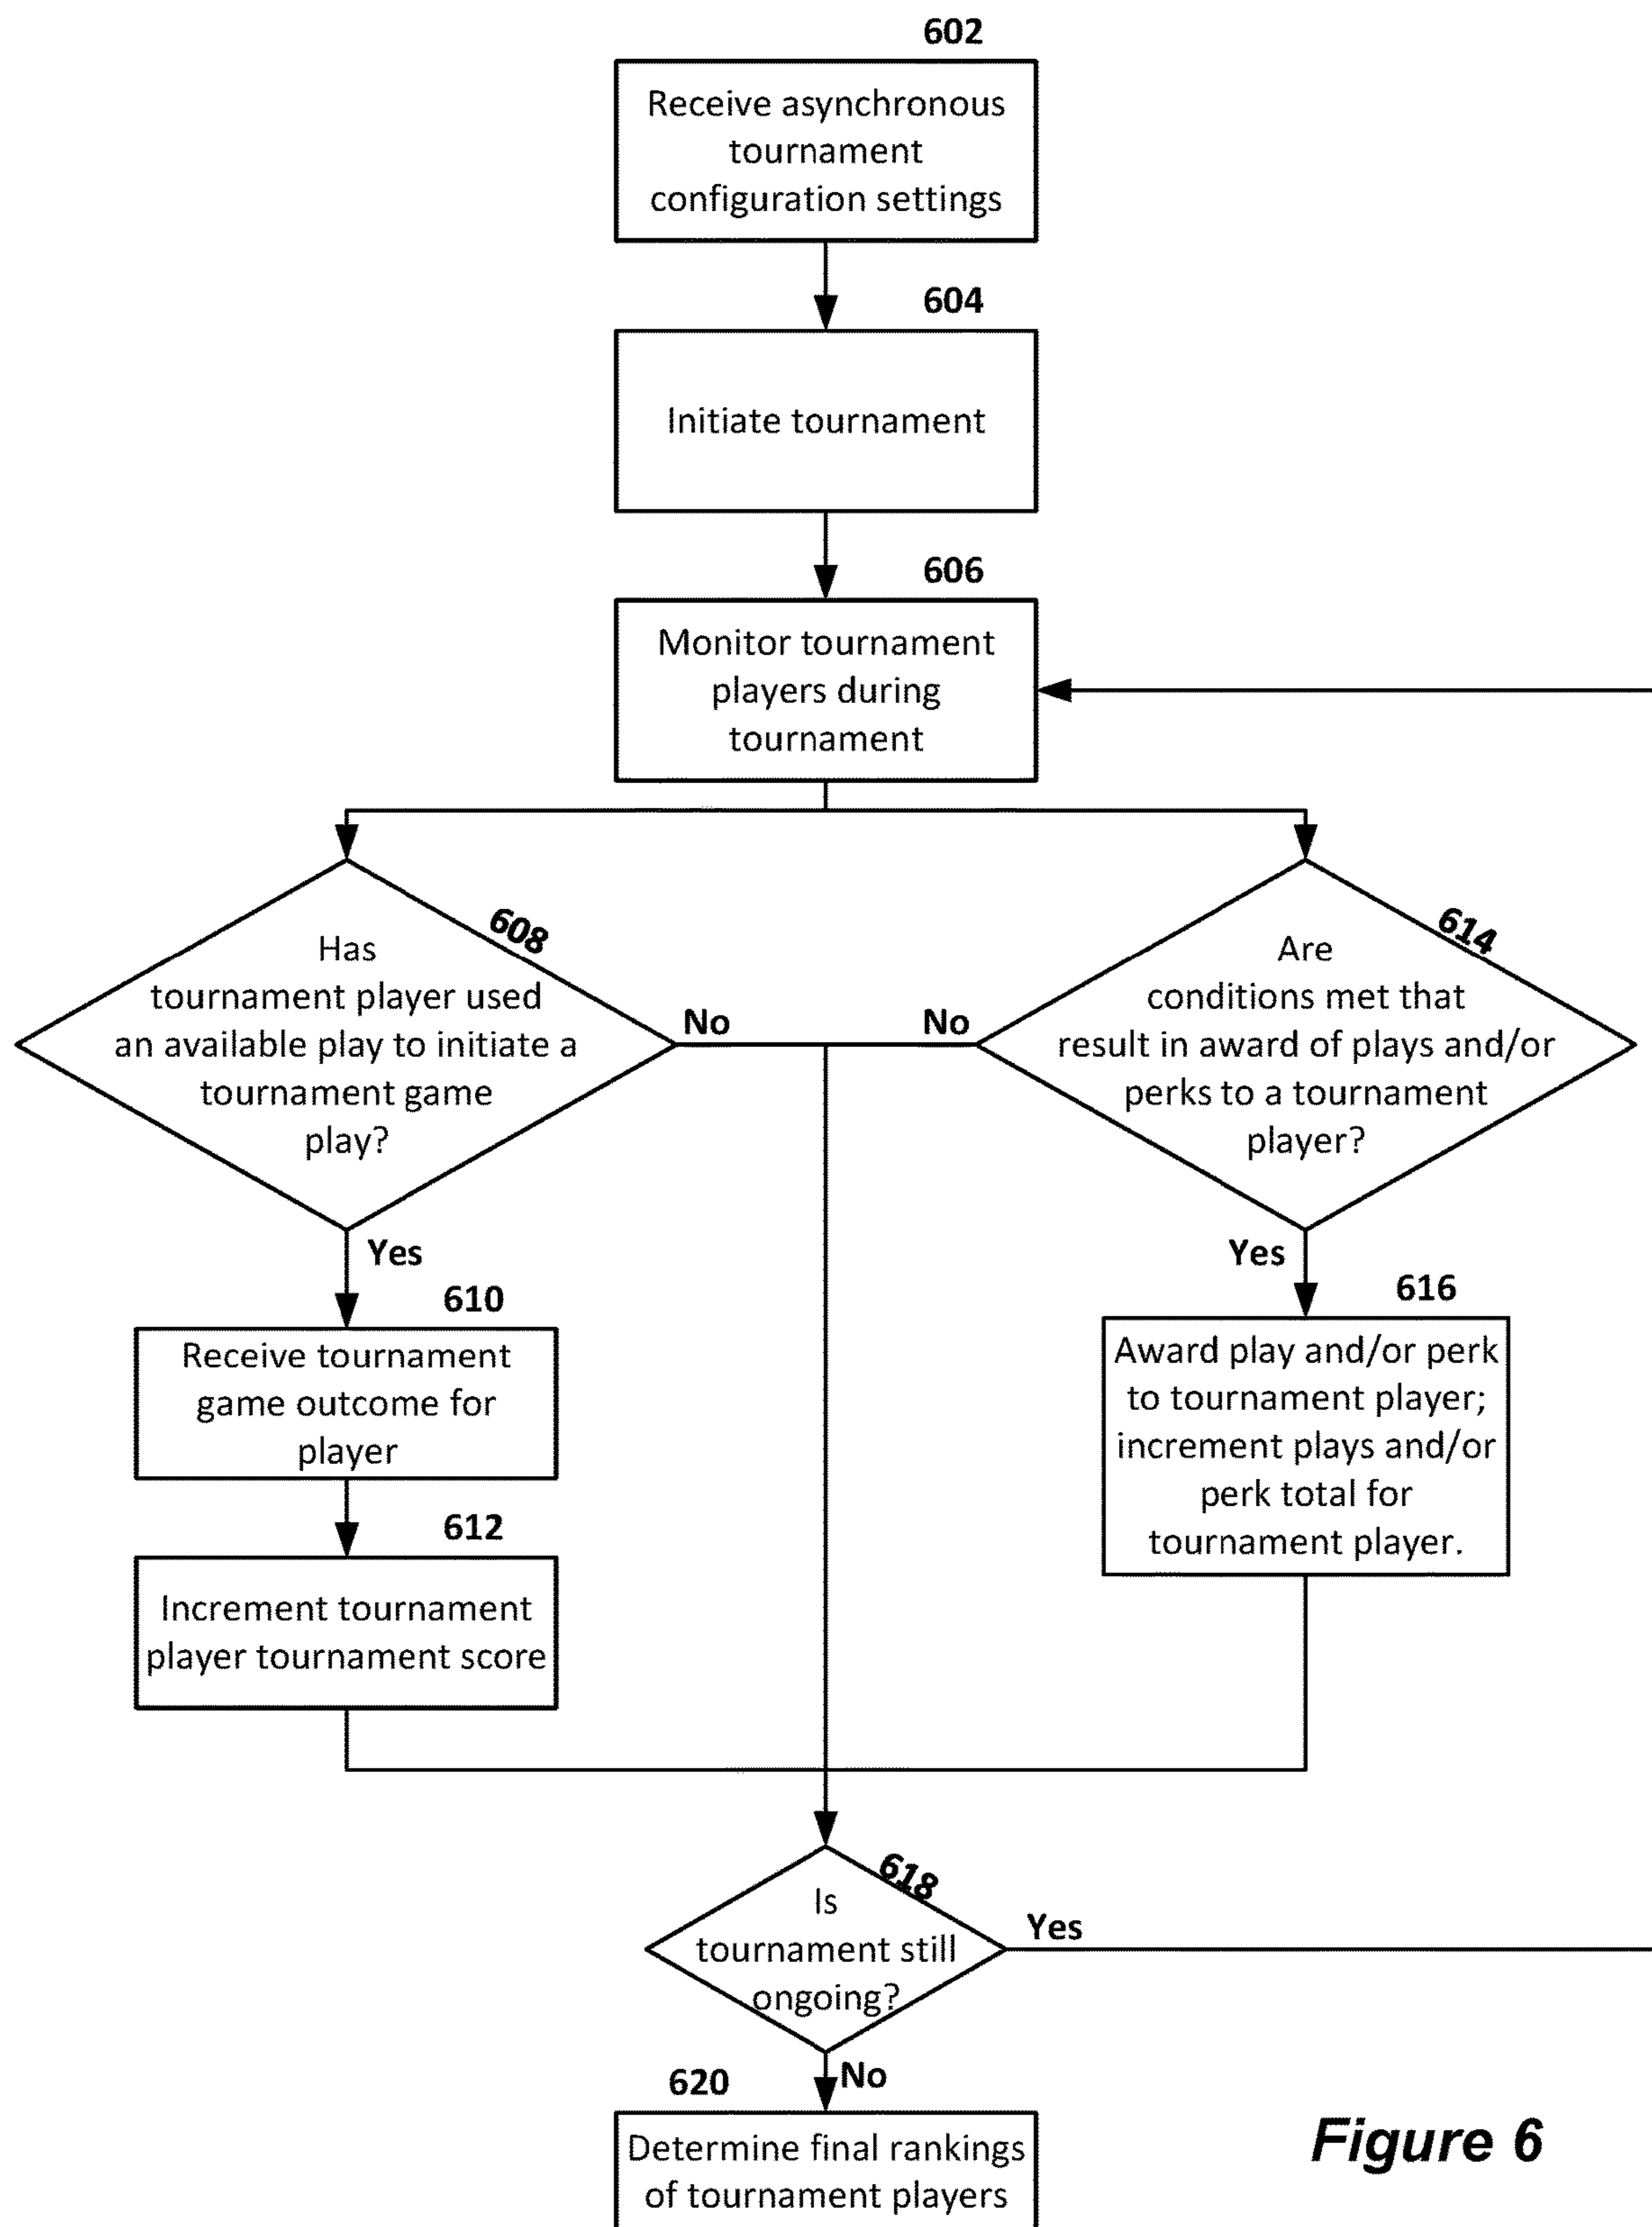 602
Receive asynchronous
tournament
configuration settings
604
Initiate tournament
606
Monitor tournament
players during
tournament
608
Has
tournament player used
an available play to initiate a
tournament game
play?
No
Yes
614
Are
conditions met that
result in award of plays and/or
perks to a tournament
player?
No
Yes
610
Receive tournament
game outcome for
player
612
Increment tournament
player tournament score
616
Award play and/or perk
to tournament player;
increment plays and/or
perk total for
tournament player.
618
Is
tournament still
ongoing?
Yes
No
620
Determine final rankings
of tournament players
Figure 6